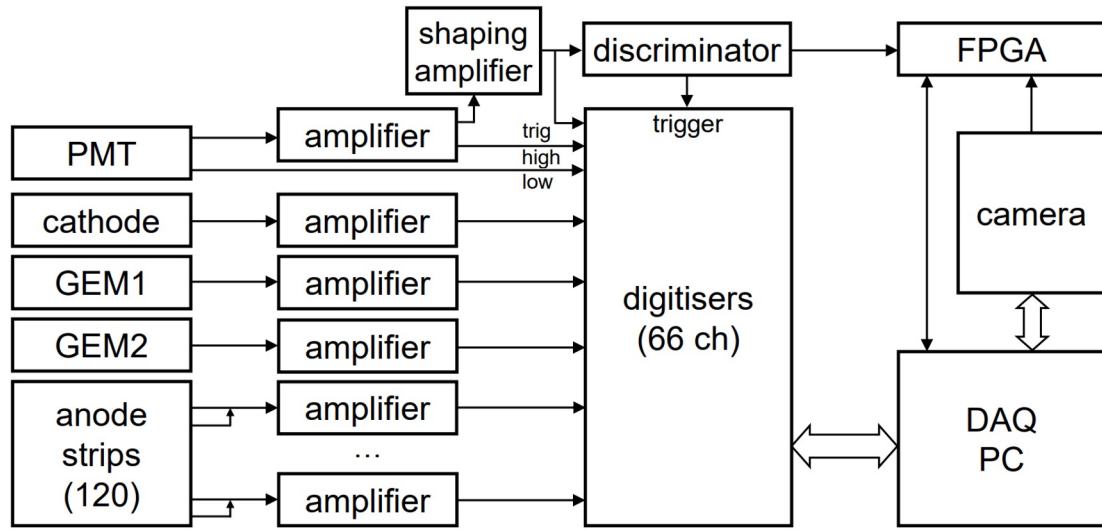 shaping
amplifier
discriminator
FPGA
PMT
amplifier
trig
high
low
trigger
cathode
amplifier
camera
GEM1
amplifier
digitisers
(66 ch)
GEM2
amplifier
anode
strips
(120)
amplifier
...
amplifier
DAQ
PC